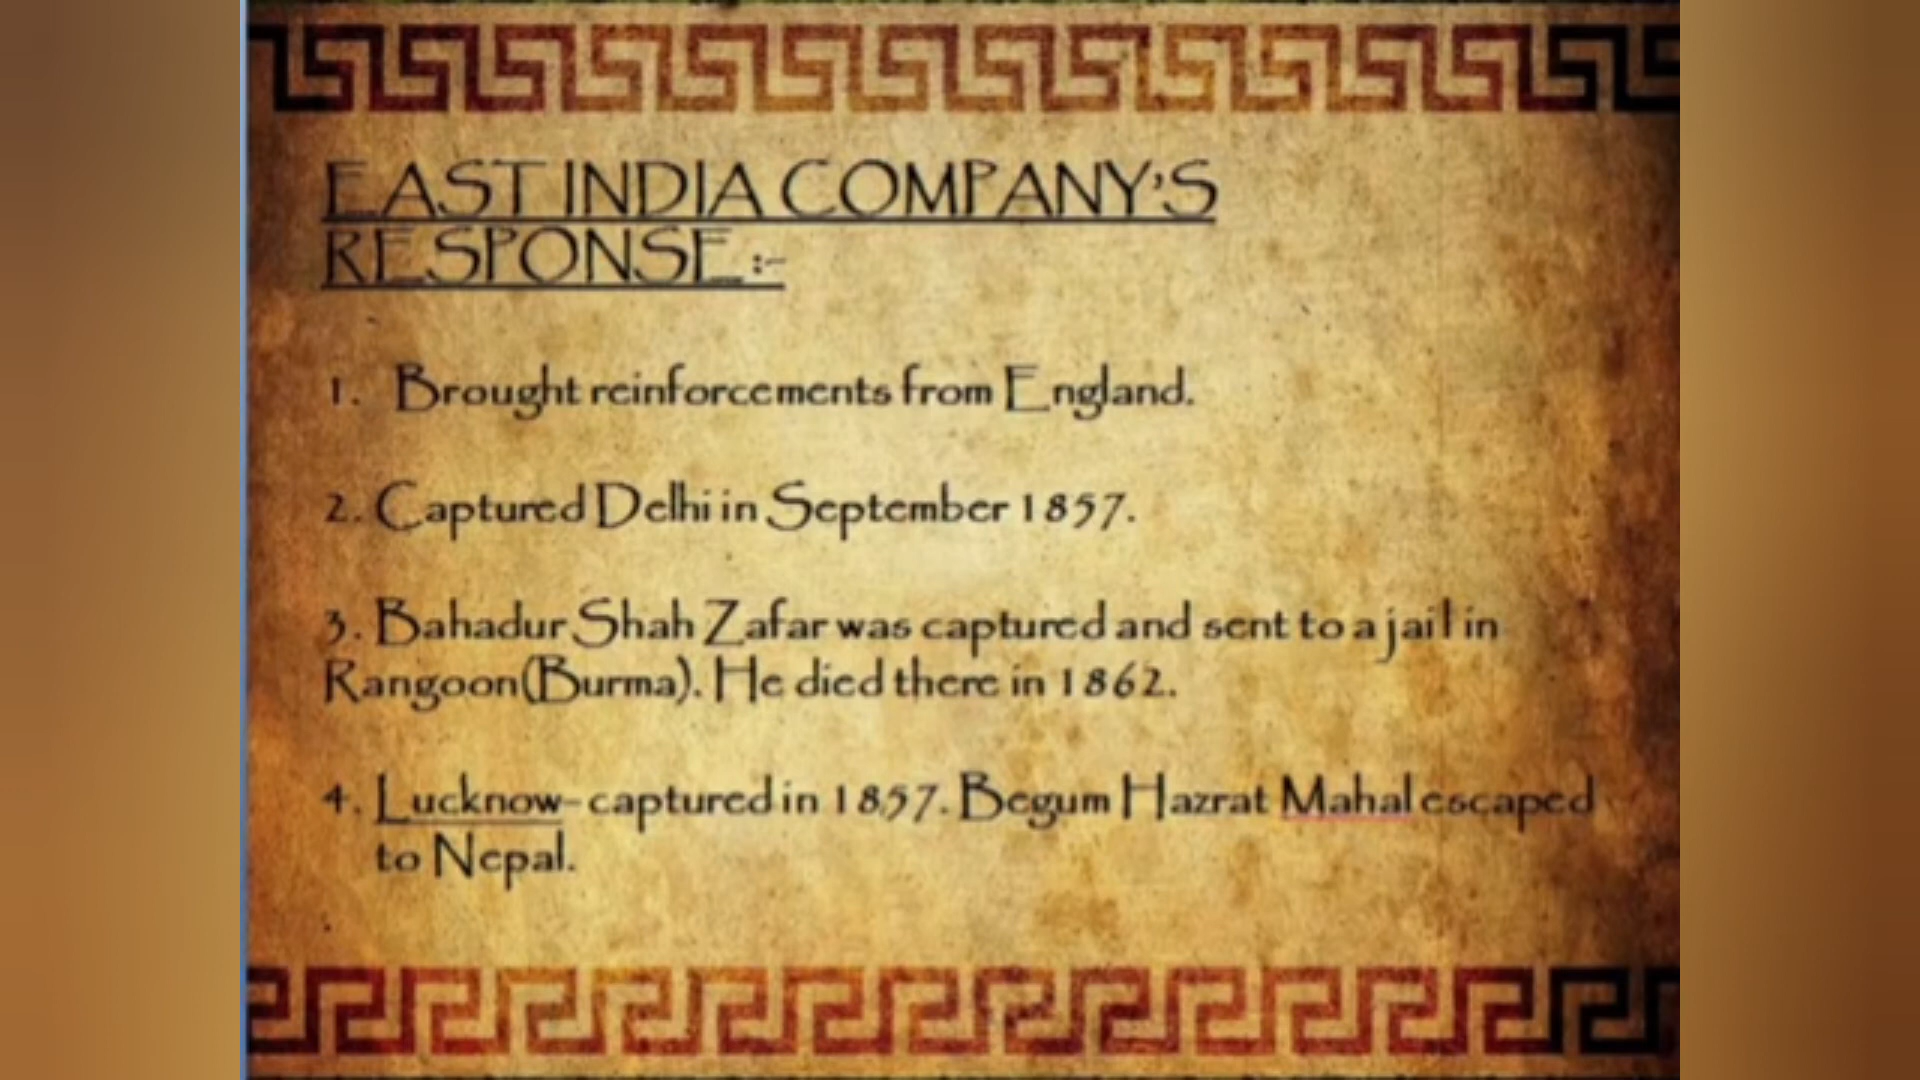 EAST INDIA COMPANY'S
RESPONSE :-
1. Brought reinforcements from England.
2. Captured Delhi in September 1857.
3. Bahadur Shah Zafar was captured and sent to a jail in
Rangoon(Burma). He died there in 1862.
4. Lucknow- captured in 1857. Begum Hazrat Mahal escaped
to Nepal.